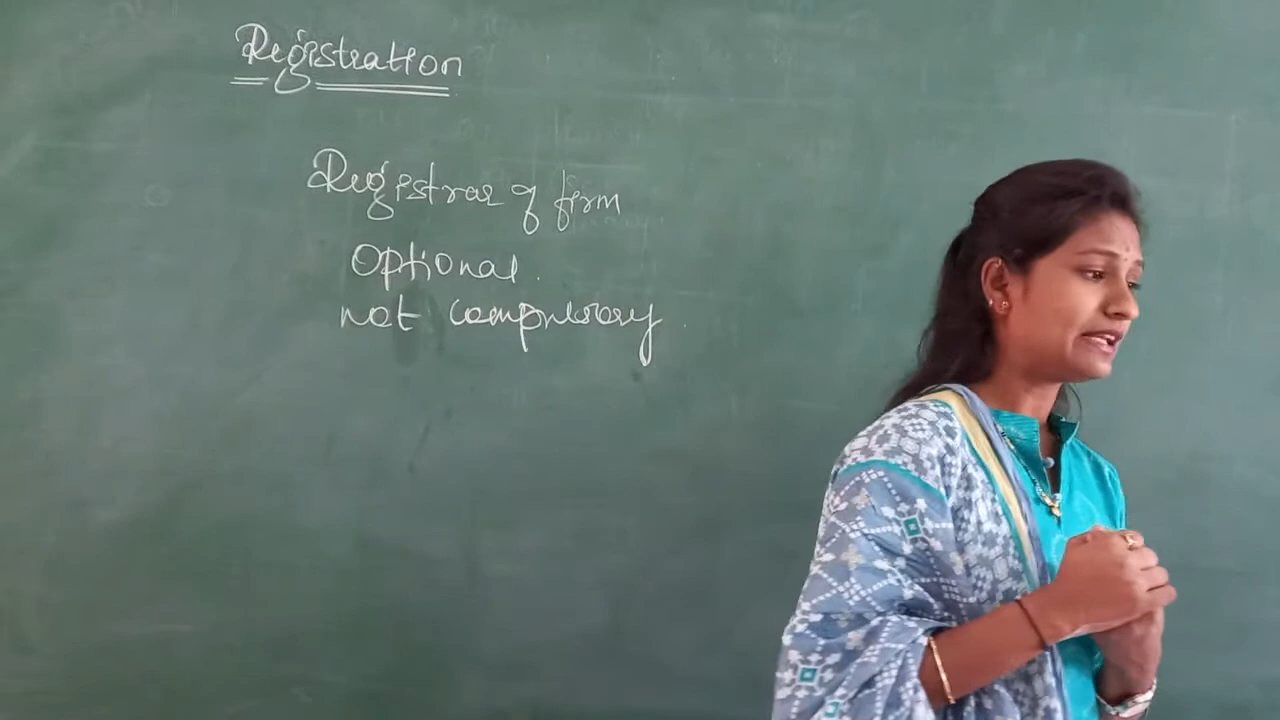 Registration
Registrar of firm
Optional.
not compulsory.